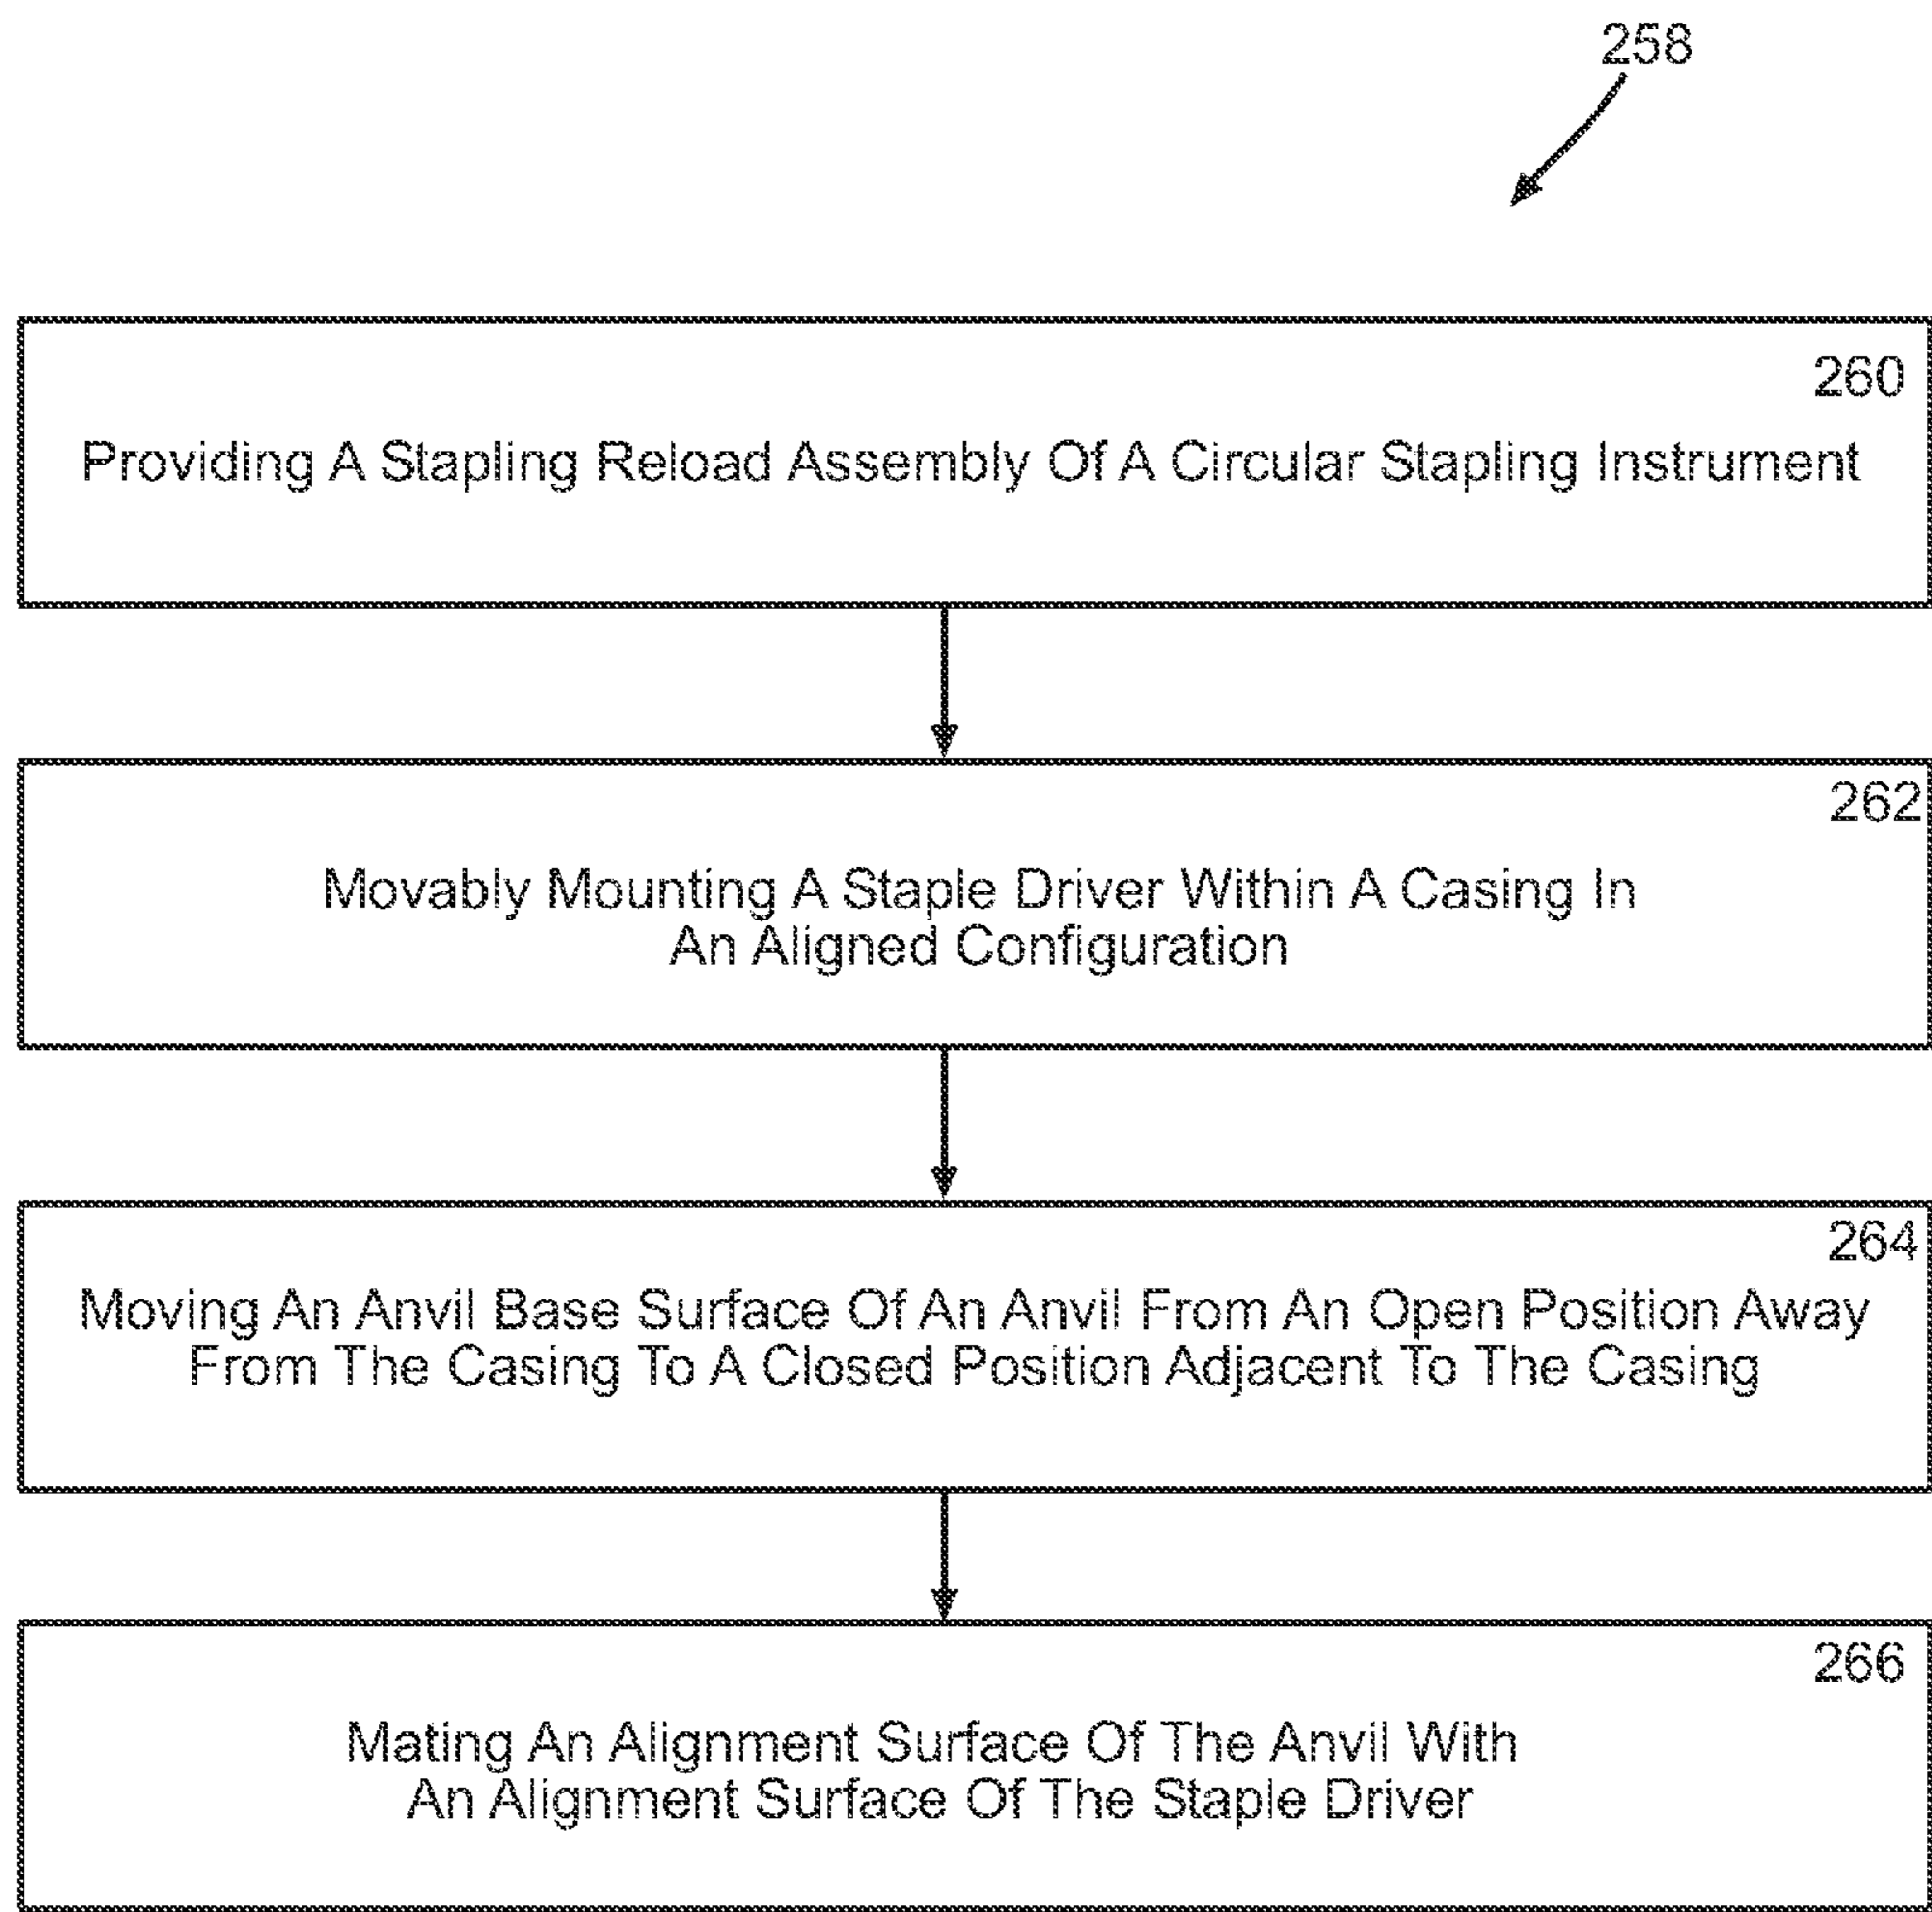 258
260
Providing A Stapling Reload Assembly Of A Circular Stapling Instrument
262
Movably Mounting A Staple Driver Within A Casing In
An Aligned Configuration
264
Moving An Anvil Base Surface Of An Anvil From An Open Position Away
From The Casing To A Closed Position Adjacent To The Casing
266
Mating An Alignment Surface Of The Anvil With
An Alignment Surface Of The Staple Driver